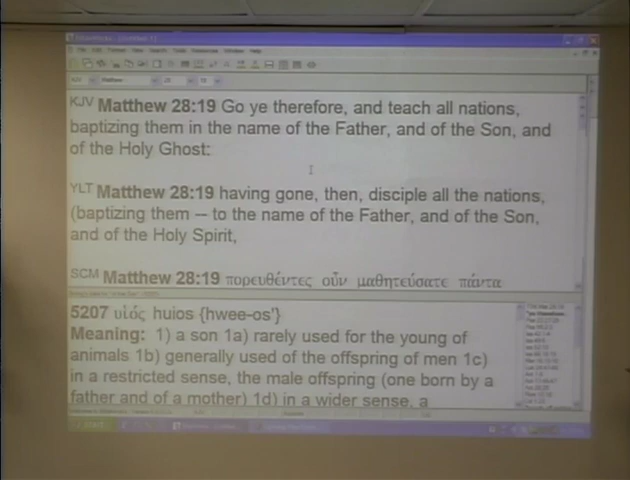 KJV Matthew 28:19 Go ye therefore, and teach all nations,
baptizing them in the name of the Father, and of the Son, and
of the Holy Ghost:
YLT Matthew 28:19 having gone, then, disciple all the nations,
(baptizing them -- to the name of the Father, and of the Son,
and of the Holy Spirit,
SCM Matthew 28:19 πορευθέντες οὖν μαθητεύσατε πάντα
5207 υἱός huios {hwee-os'}
Meaning: 1) a son 1a) rarely used for the young of
animals 1b) generally used of the offspring of men 1c)
in a restricted sense, the male offspring (one born by a
father and of a mother) 1d) in a wider sense, a